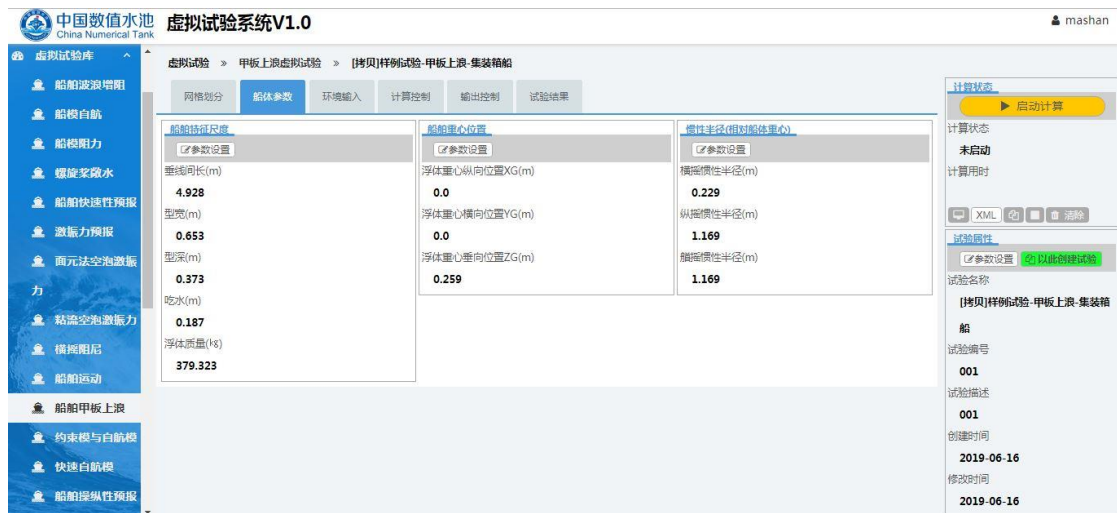 中国数值水池
China Numerical Tank
虚拟试验系统V1.0
mashan
虚拟试验库
船舶波浪增阻
船模自航
船模阻力
螺旋桨敞水
船舶快速性预报
激振力预报
面元法空泡激振
力
粘流空泡激振力
横摇阻尼
船舶运动
船舶甲板上浪
约束模与自航模
快速自航模
船舶操纵性预报
虚拟试验 » 甲板上浪虚拟试验 » [拷贝]样例试验-甲板上浪-集装箱船
网格划分 船体参数 环境输入 计算控制 输出控制 试验结果
船舶特征尺度
参数设置
垂线间长(m)
4.928
型宽(m)
0.653
型深(m)
0.373
吃水(m)
0.187
浮体质量(kg)
379.323
船舶重心位置
参数设置
浮体重心纵向位置XG(m)
0.0
浮体重心横向位置YG(m)
0.0
浮体重心垂向位置ZG(m)
0.259
惯性半径(相对船体重心)
参数设置
横摇惯性半径(m)
0.229
纵摇惯性半径(m)
1.169
艏摇惯性半径(m)
1.169
计算状态
启动计算
计算状态
未启动
计算用时
XML 清除
试验属性
参数设置 以此创建试验
试验名称
[拷贝]样例试验-甲板上浪-集装箱
船
试验编号
001
试验描述
001
创建时间
2019-06-16
修改时间
2019-06-16